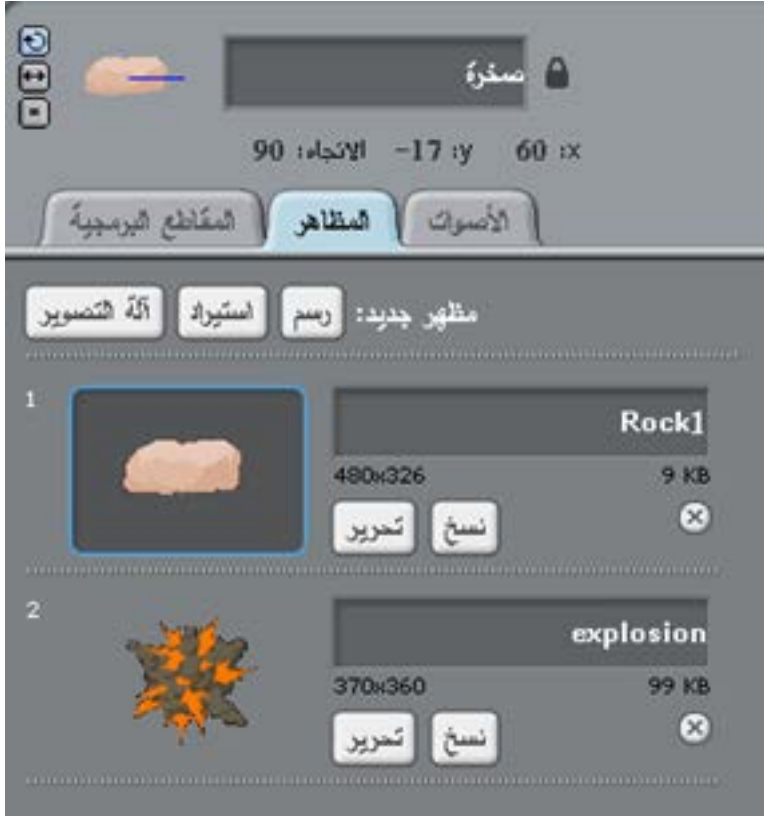 صخرة
x: 60 y: -17 الاتجاه: 90
الأصوات المظاهر المقاطع البرمجية
مظهر جديد: رسم استيراد آلة التصوير
1
Rock1
480x326 9 KB
نسخ تحرير
2
explosion
370x360 99 KB
نسخ تحرير